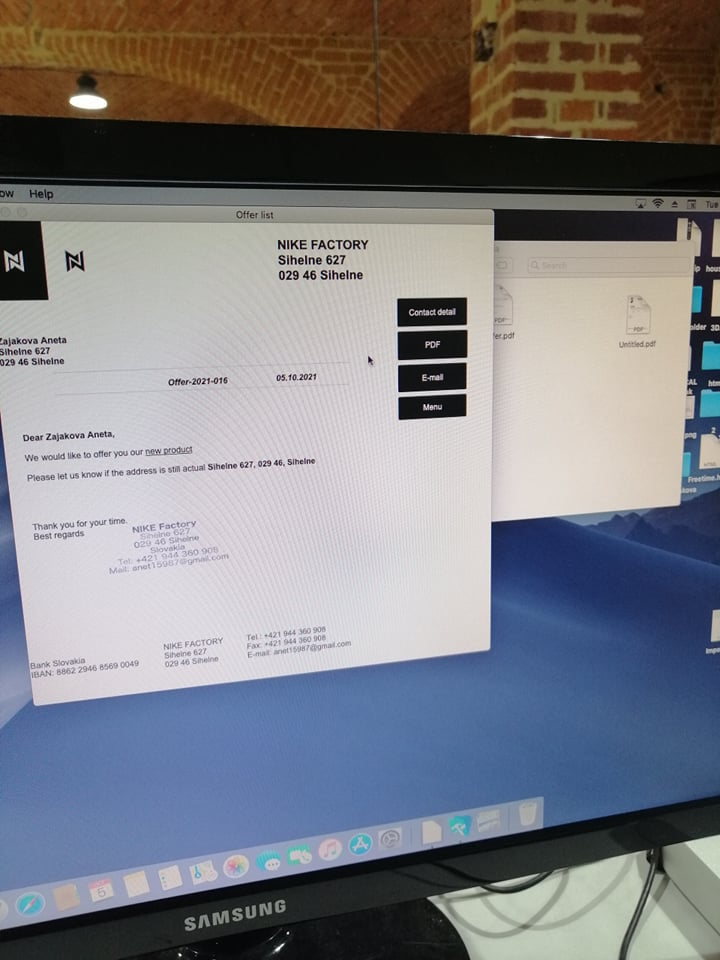 Help
Tue
Offer list
NIKE FACTORY
Sihelne 627
029 46 Sihelne
Search
Contact detail
PDF
E-mail
Menu
Zajakova Aneta
Sihelne 627
029 46 Sihelne
Offer-2021-016
05.10.2021
PDF
PDF
Untitled.pdf
Dear Zajakova Aneta,
We would like to offer you our new product
Please let us know if the address is still actual Sihelne 627, 029 46, Sihelne
Thank you for your time.
Best regards
NIKE Factory
Sihelne 627
029 46 Sihelne
Slovakia
Tel: +421 944 360 908
Mail: anet15987@gmail.com
Bank Slovakia
IBAN: 8862 2946 8569 0049
NIKE FACTORY
Sihelne 627
029 46 Sihelne
Tel.: +421 944 360 908
Fax: +421 944 360 908
E-mail: anet15987@gmail.com
5
SAMSUNG